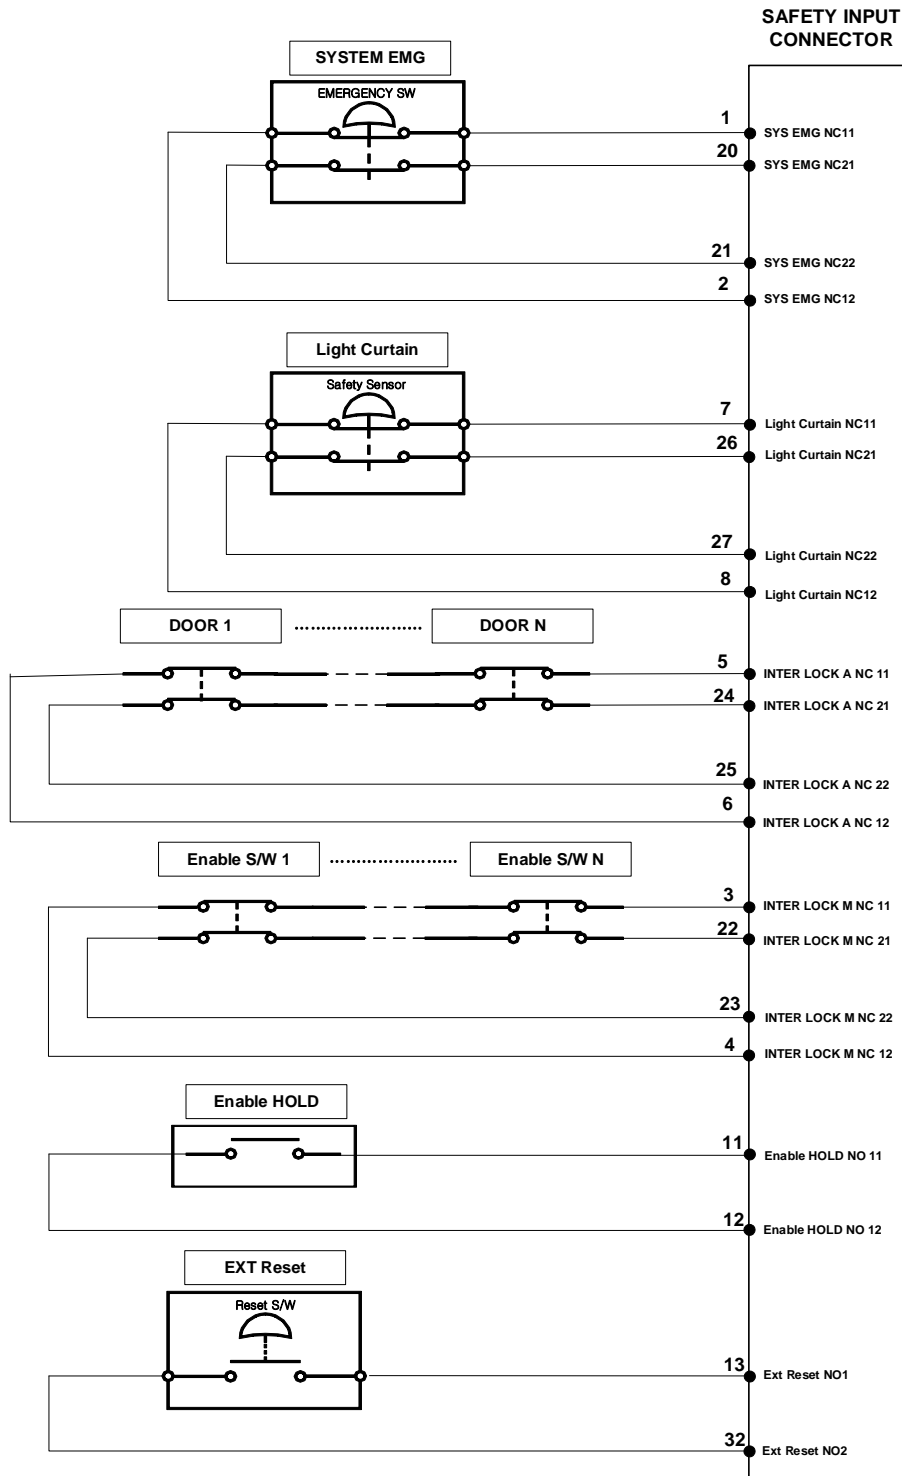 SAFETY INPUT
CONNECTOR
SYSTEM EMG
EMERGENCY SW
1
SYS EMG NC11
20
SYS EMG NC21
21
SYS EMG NC22
2
SYS EMG NC12
Light Curtain
Safety Sensor
7
Light Curtain NC11
26
Light Curtain NC21
27
Light Curtain NC22
8
Light Curtain NC12
DOOR 1 ........................ DOOR N
5
INTER LOCK A NC 11
24
INTER LOCK A NC 21
25
INTER LOCK A NC 22
6
INTER LOCK A NC 12
Enable S/W 1 ........................ Enable S/W N
3
INTER LOCK M NC 11
22
INTER LOCK M NC 21
23
INTER LOCK M NC 22
4
INTER LOCK M NC 12
Enable HOLD
11
Enable HOLD NO 11
12
Enable HOLD NO 12
EXT Reset
Reset S/W
13
Ext Reset NO1
32
Ext Reset NO2